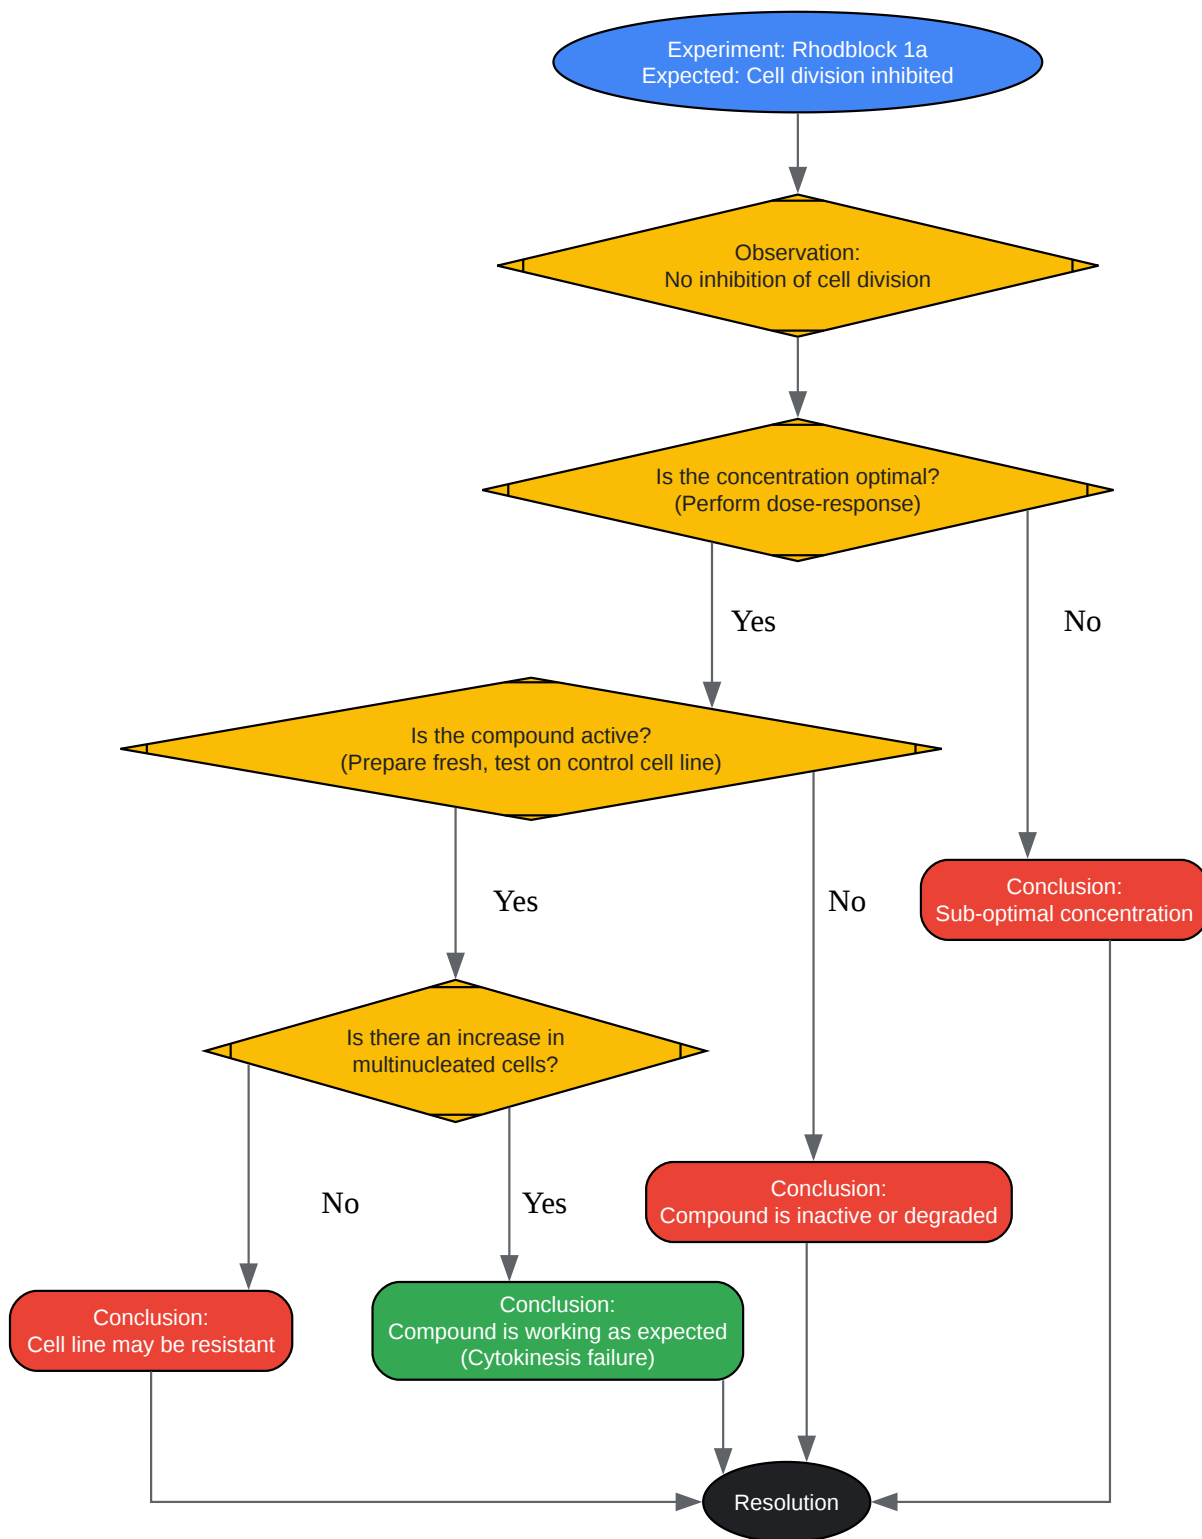 Experiment: Rhodblock 1a
Expected: Cell division inhibited
Observation:
No inhibition of cell division
Is the concentration optimal?
(Perform dose-response)
Yes
No
Is the compound active?
(Prepare fresh, test on control cell line)
Conclusion:
Sub-optimal concentration
Yes
No
Is there an increase in
multinucleated cells?
Conclusion:
Compound is inactive or degraded
No
Yes
Conclusion:
Cell line may be resistant
Conclusion:
Compound is working as expected
(Cytokinesis failure)
Resolution